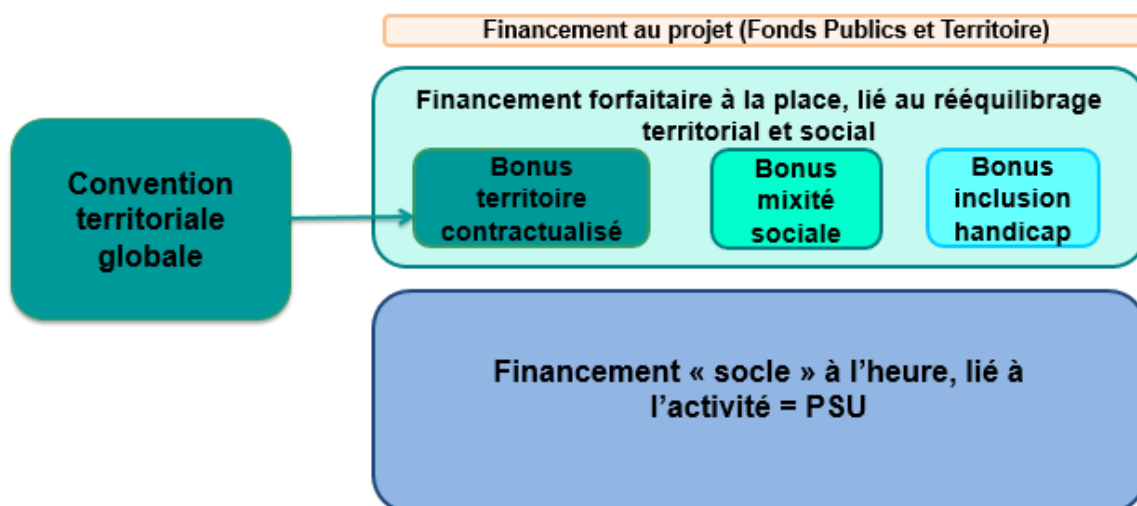 Financement au projet (Fonds Publics et Territoire)
Financement forfaitaire à la place, lié au rééquilibrage
territorial et social
Convention
territoriale
globale
Bonus
territoire
contractualisé
Bonus
mixité
sociale
Bonus
inclusion
handicap
Financement « socle » à l'heure, lié à
l'activité = PSU